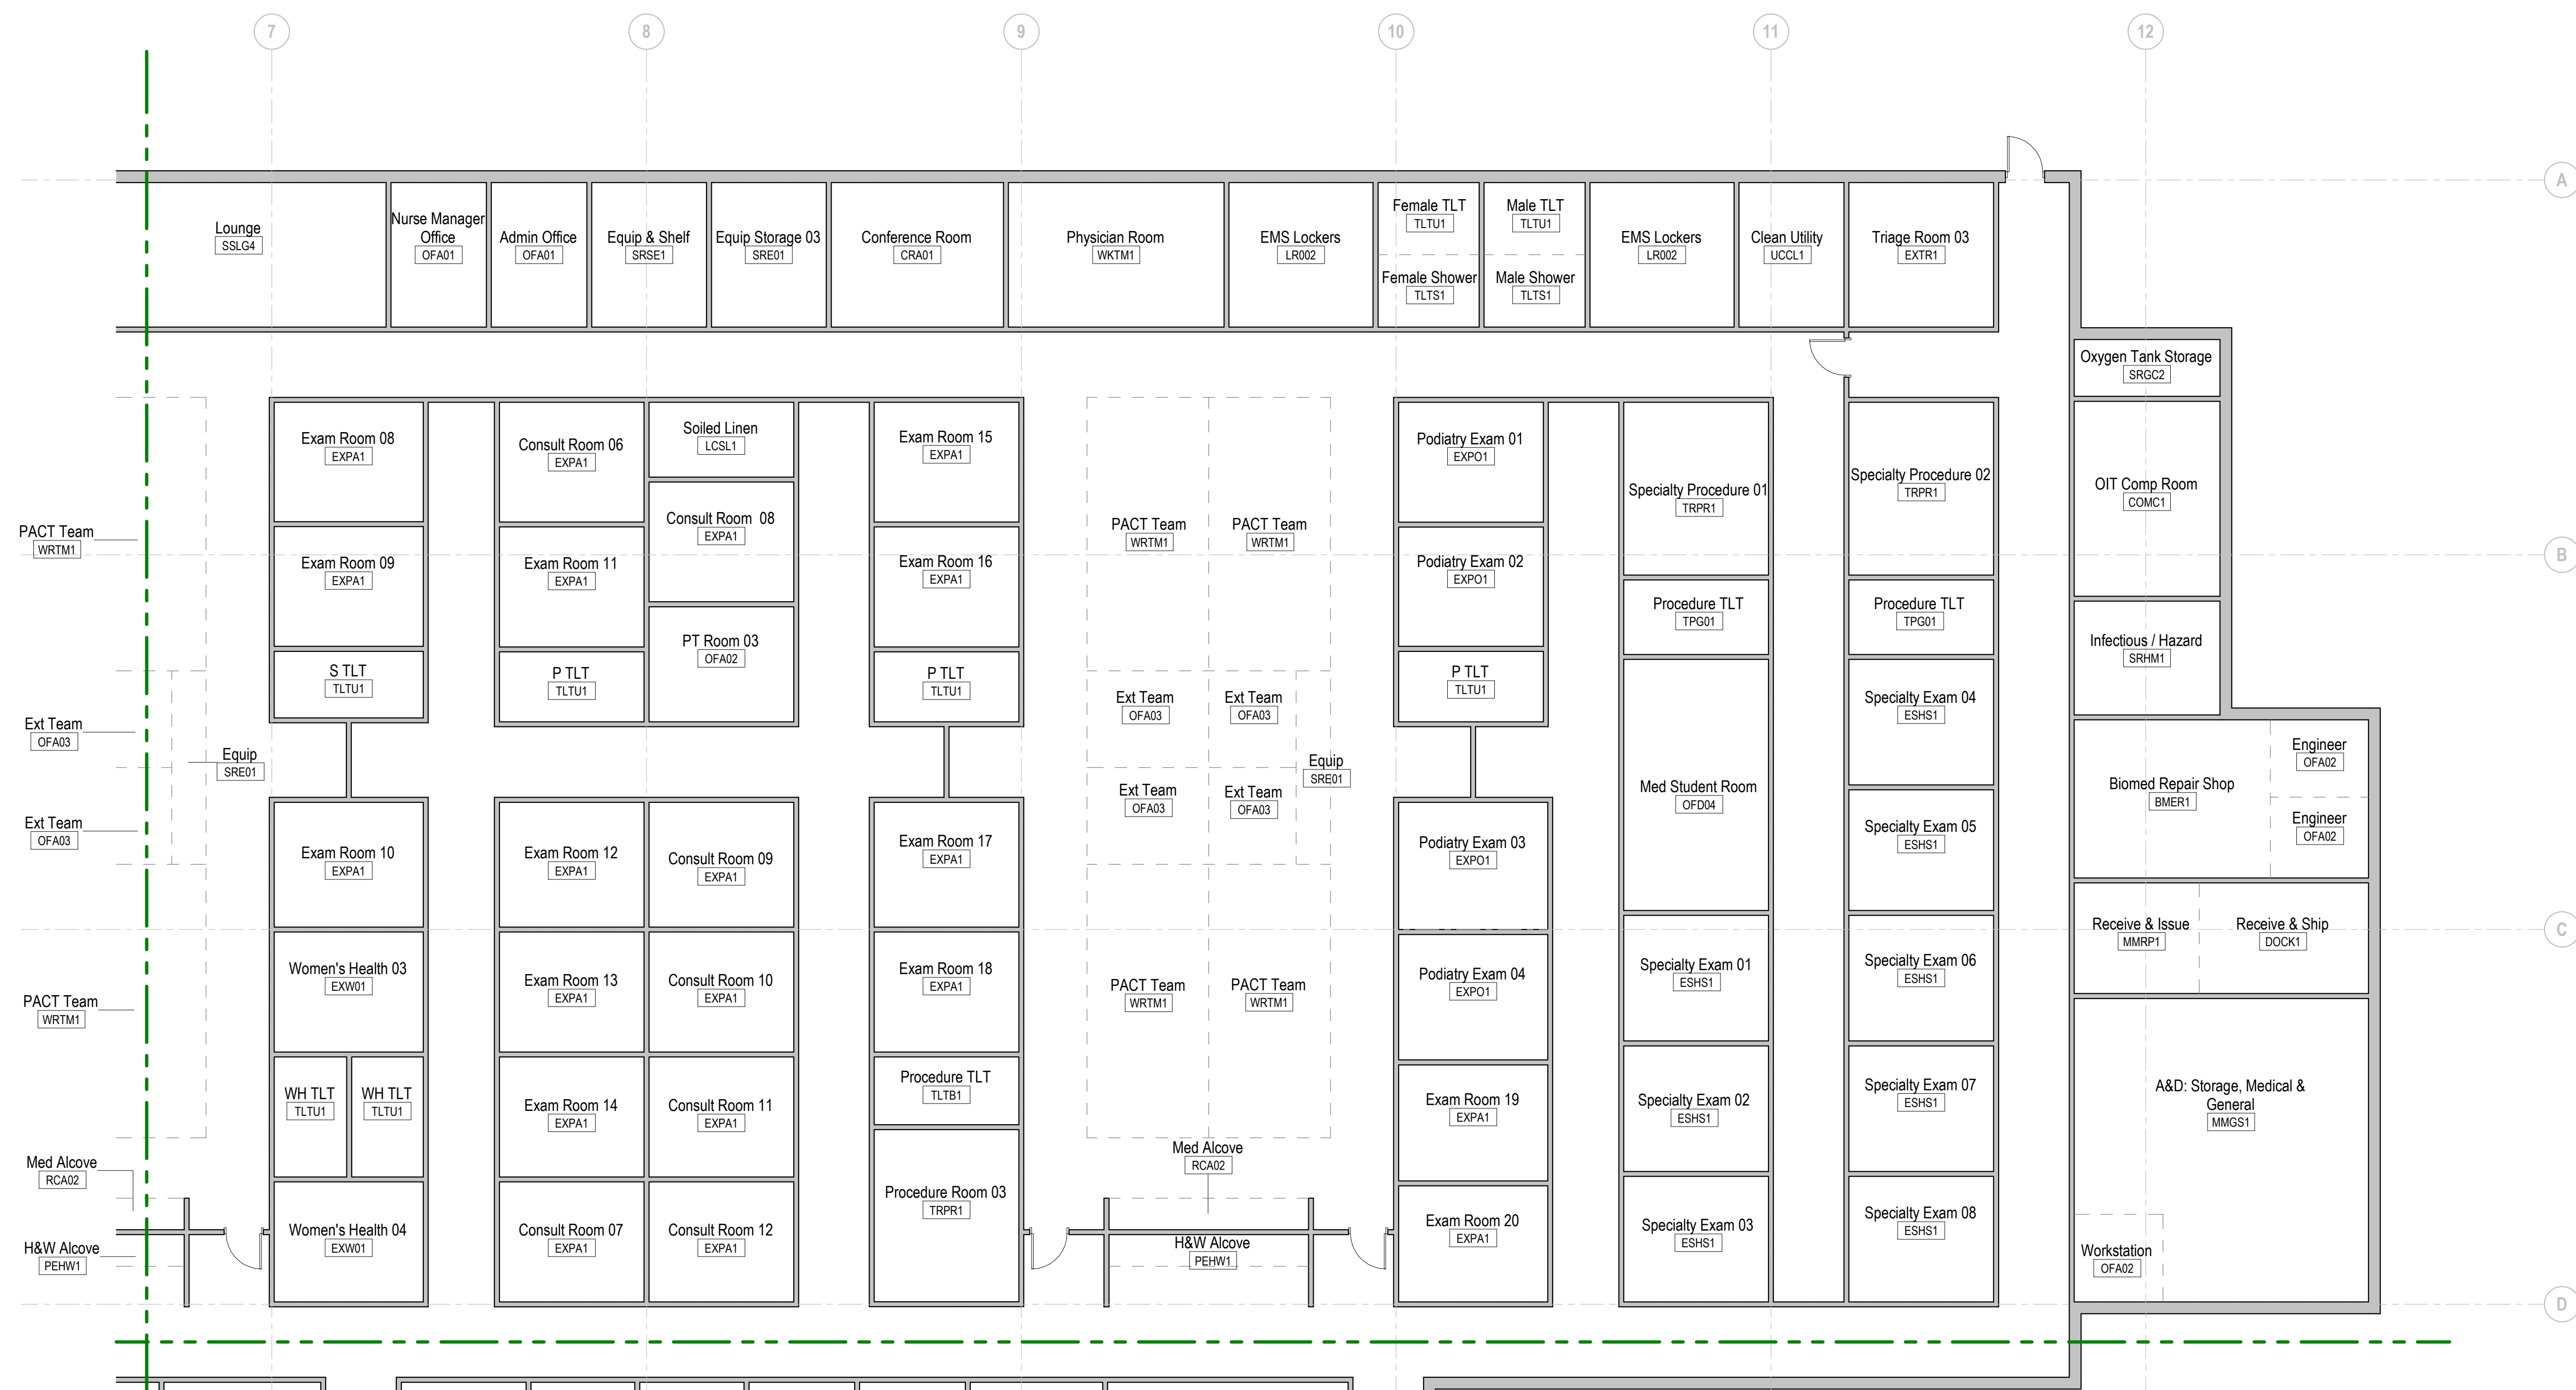 7
8
9
10
11
12
A
B
C
D
Lounge
SSLG4
Nurse Manager
Office
OFA01
Admin Office
OFA01
Equip & Shelf
SRSE1
Equip Storage 03
SRE01
Conference Room
CRA01
Physician Room
WKTM1
EMS Lockers
LR002
Female TLT
TLTU1
Female Shower
TLTS1
Male TLT
TLTU1
Male Shower
TLTS1
EMS Lockers
LR002
Clean Utility
UCCL1
Triage Room 03
EXTR1
PACT Team
WRTM1
Ext Team
OFA03
Equip
SRE01
Ext Team
OFA03
PACT Team
WRTM1
Med Alcove
RCA02
H&W Alcove
PEHW1
Exam Room 08
EXPA1
Exam Room 09
EXPA1
S TLT
TLTU1
Exam Room 10
EXPA1
Women's Health 03
EXW01
WH TLT
TLTU1
WH TLT
TLTU1
Women's Health 04
EXW01
Consult Room 06
EXPA1
Exam Room 11
EXPA1
P TLT
TLTU1
Exam Room 12
EXPA1
Exam Room 13
EXPA1
Exam Room 14
EXPA1
Consult Room 07
EXPA1
Soiled Linen
LCSL1
Consult Room 08
EXPA1
PT Room 03
OFA02
Consult Room 09
EXPA1
Consult Room 10
EXPA1
Consult Room 11
EXPA1
Consult Room 12
EXPA1
Exam Room 15
EXPA1
Exam Room 16
EXPA1
P TLT
TLTU1
Exam Room 17
EXPA1
Exam Room 18
EXPA1
Procedure TLT
TLTB1
Procedure Room 03
TRPR1
PACT Team
WRTM1
PACT Team
WRTM1
Ext Team
OFA03
Ext Team
OFA03
Equip
SRE01
Ext Team
OFA03
Ext Team
OFA03
PACT Team
WRTM1
PACT Team
WRTM1
Med Alcove
RCA02
H&W Alcove
PEHW1
Podiatry Exam 01
EXPO1
Podiatry Exam 02
EXPO1
P TLT
TLTU1
Podiatry Exam 03
EXPO1
Podiatry Exam 04
EXPO1
Exam Room 19
EXPA1
Exam Room 20
EXPA1
Specialty Procedure 01
TRPR1
Procedure TLT
TPG01
Med Student Room
OFD04
Specialty Exam 01
ESHS1
Specialty Exam 02
ESHS1
Specialty Exam 03
ESHS1
Specialty Procedure 02
TRPR1
Procedure TLT
TPG01
Specialty Exam 04
ESHS1
Specialty Exam 05
ESHS1
Specialty Exam 06
ESHS1
Specialty Exam 07
ESHS1
Specialty Exam 08
ESHS1
Oxygen Tank Storage
SRGC2
OIT Comp Room
COMC1
Infectious / Hazard
SRHM1
Biomed Repair Shop
BMER1
Engineer
OFA02
Engineer
OFA02
Receive & Issue
MMRP1
Receive & Ship
DOCK1
A&D: Storage, Medical &
General
MMGS1
Workstation
OFA02